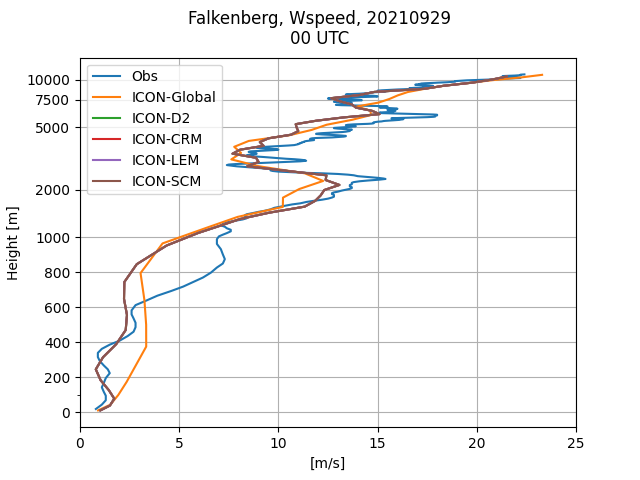 Falkenberg, Wspeed, 20210929
00 UTC
Obs
ICON-Global
ICON-D2
ICON-CRM
ICON-LEM
ICON-SCM
10000
7500
5000
2000
1000
800
600
400
200
0
Height [m]
0 5 10 15 20 25
[m/s]